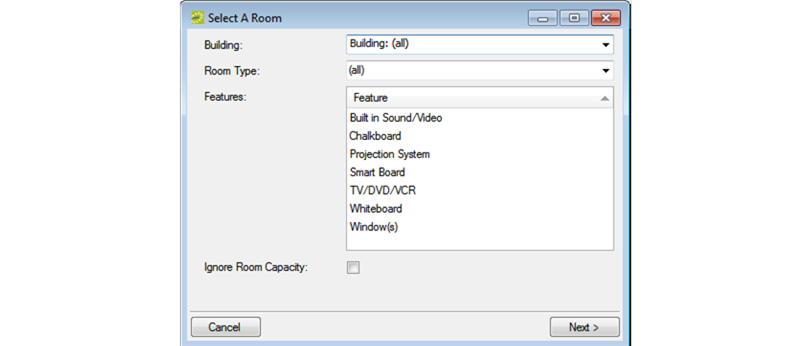 Select A Room
Building: Building: (all)
Room Type: (all)
Features: Feature
Built in Sound/Video
Chalkboard
Projection System
Smart Board
TV/DVD/VCR
Whiteboard
Window(s)
Ignore Room Capacity:
Cancel Next >